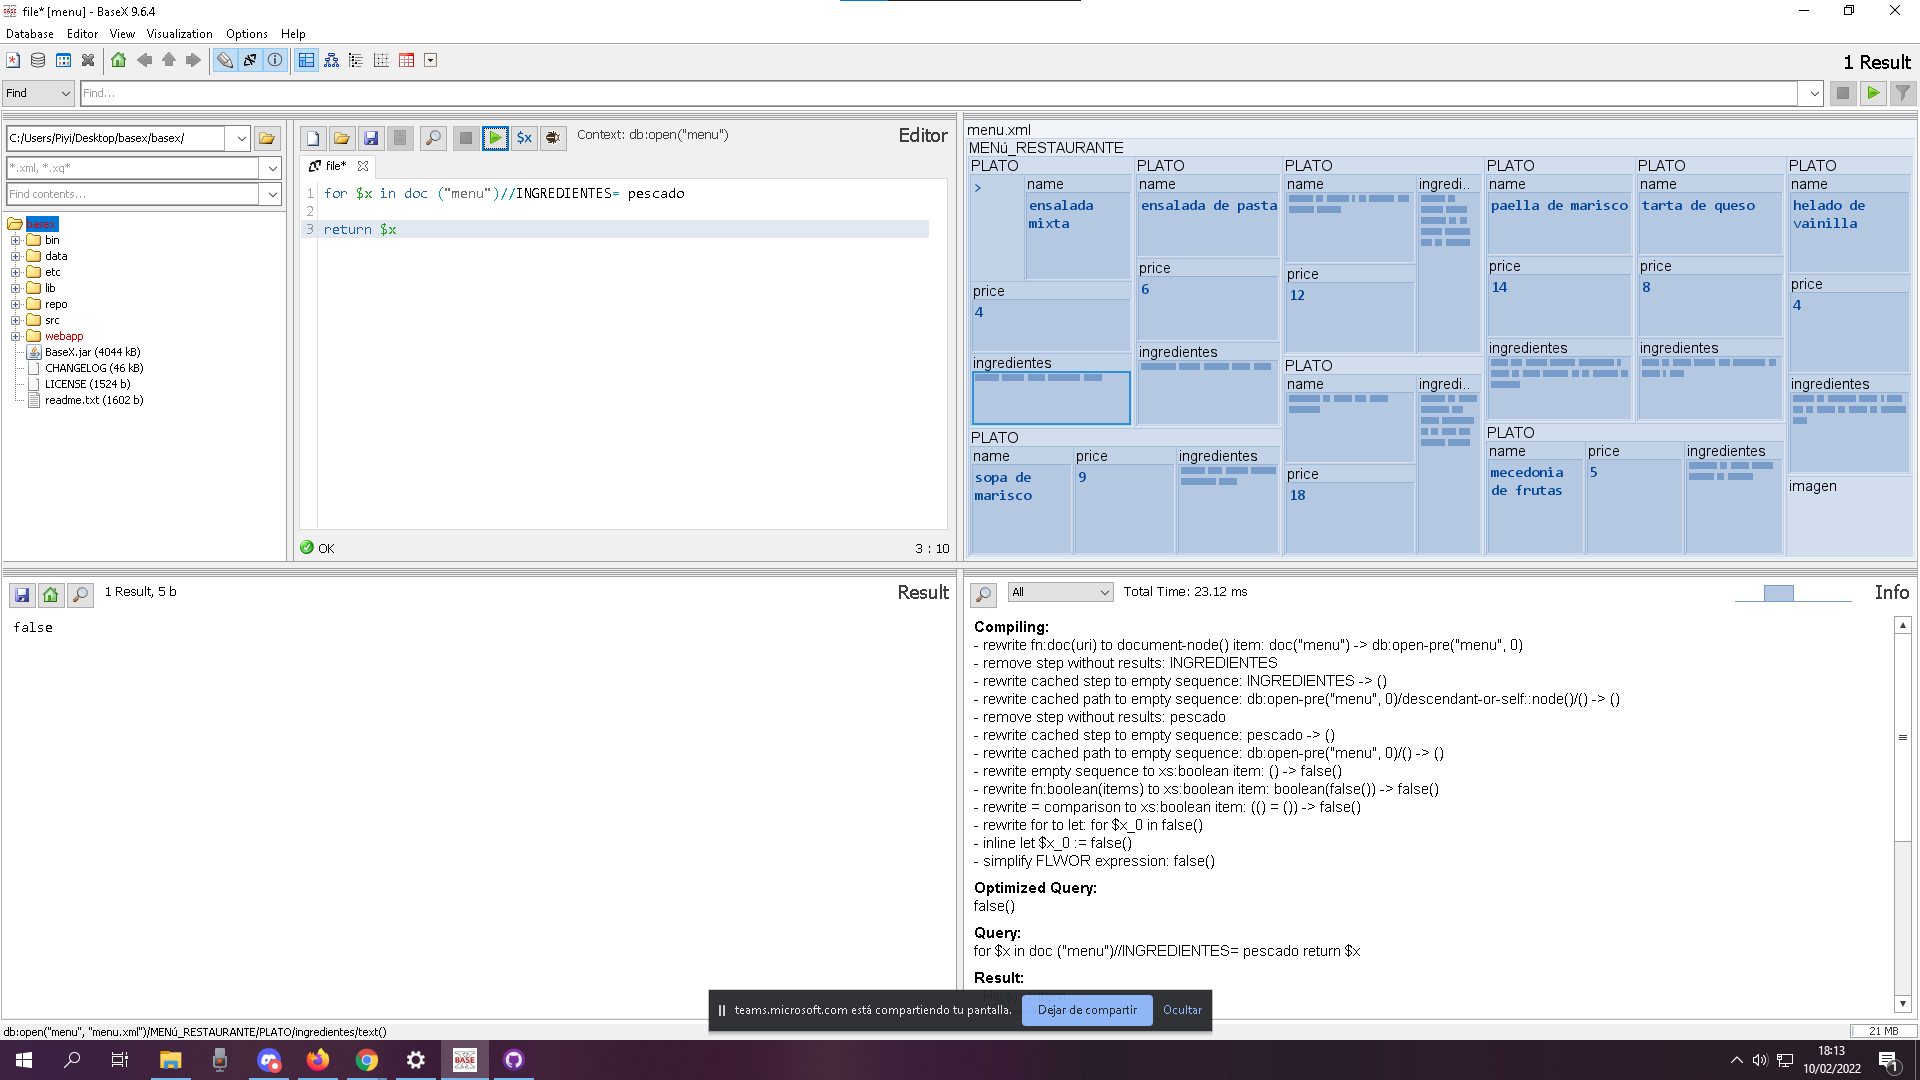 file* [menu] - BaseX 9.6.4
Database Editor View Visualization Options Help
1 Result
Find
Find...
C:/Users/Piyi/Desktop/basex/basex/
*.xml, *.xq*
Find contents...
bin
data
etc
lib
repo
src
webapp
BaseX.jar (4044 kB)
CHANGELOG (46 kB)
LICENSE (1524 b)
readme.txt (1602 b)
$x
Context: db:open("menu")
Editor
file*
1 for $x in doc ("menu")//INGREDIENTES= pescado
2
3 return $x
OK
3 : 10
menu.xml
MENú_RESTAURANTE
PLATO
>
name
ensalada mixta
price
4
ingredientes
PLATO
name
ensalada de pasta
price
6
ingredientes
PLATO
name
ingredi..
price
12
PLATO
name
paella de marisco
price
14
ingredientes
PLATO
name
tarta de queso
price
8
ingredientes
PLATO
name
helado de vainilla
price
4
ingredientes
imagen
PLATO
name
sopa de marisco
price
9
ingredientes
PLATO
name
ingredi..
price
18
PLATO
name
mecedonia de frutas
price
5
ingredientes
1 Result, 5 b
Result
false
All
Total Time: 23.12 ms
Info
Compiling:
- rewrite fn:doc(uri) to document-node() item: doc("menu") -> db:open-pre("menu", 0)
- remove step without results: INGREDIENTES
- rewrite cached step to empty sequence: INGREDIENTES -> ()
- rewrite cached path to empty sequence: db:open-pre("menu", 0)/descendant-or-self::node()/() -> ()
- remove step without results: pescado
- rewrite cached step to empty sequence: pescado -> ()
- rewrite cached path to empty sequence: db:open-pre("menu", 0)/() -> ()
- rewrite empty sequence to xs:boolean item: () -> false()
- rewrite fn:boolean(items) to xs:boolean item: boolean(false()) -> false()
- rewrite = comparison to xs:boolean item: (() = ()) -> false()
- rewrite for to let: for $x_0 in false()
- inline let $x_0 := false()
- simplify FLWOR expression: false()
Optimized Query:
false()
Query:
for $x in doc ("menu")//INGREDIENTES= pescado return $x
Result:
teams.microsoft.com está compartiendo tu pantalla.
Dejar de compartir
Ocultar
db:open("menu", "menu.xml")/MENú_RESTAURANTE/PLATO/ingredientes/text()
21 MB
BASE
18:13
10/02/2022
1